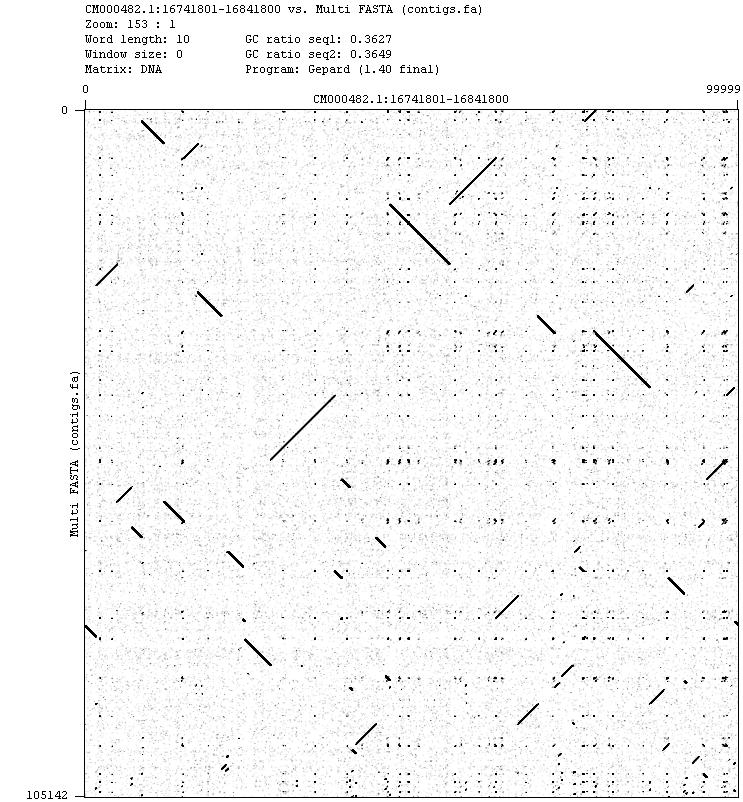 CM000482.1:16741801-16841800 vs. Multi FASTA (contigs.fa)
Zoom: 153 : 1
Word length: 10 GC ratio seq1: 0.3627
Window size: 0 GC ratio seq2: 0.3649
Matrix: DNA Program: Gepard (1.40 final)
0 99999
CM000482.1:16741801-16841800
0
Multi FASTA (contigs.fa)
105142